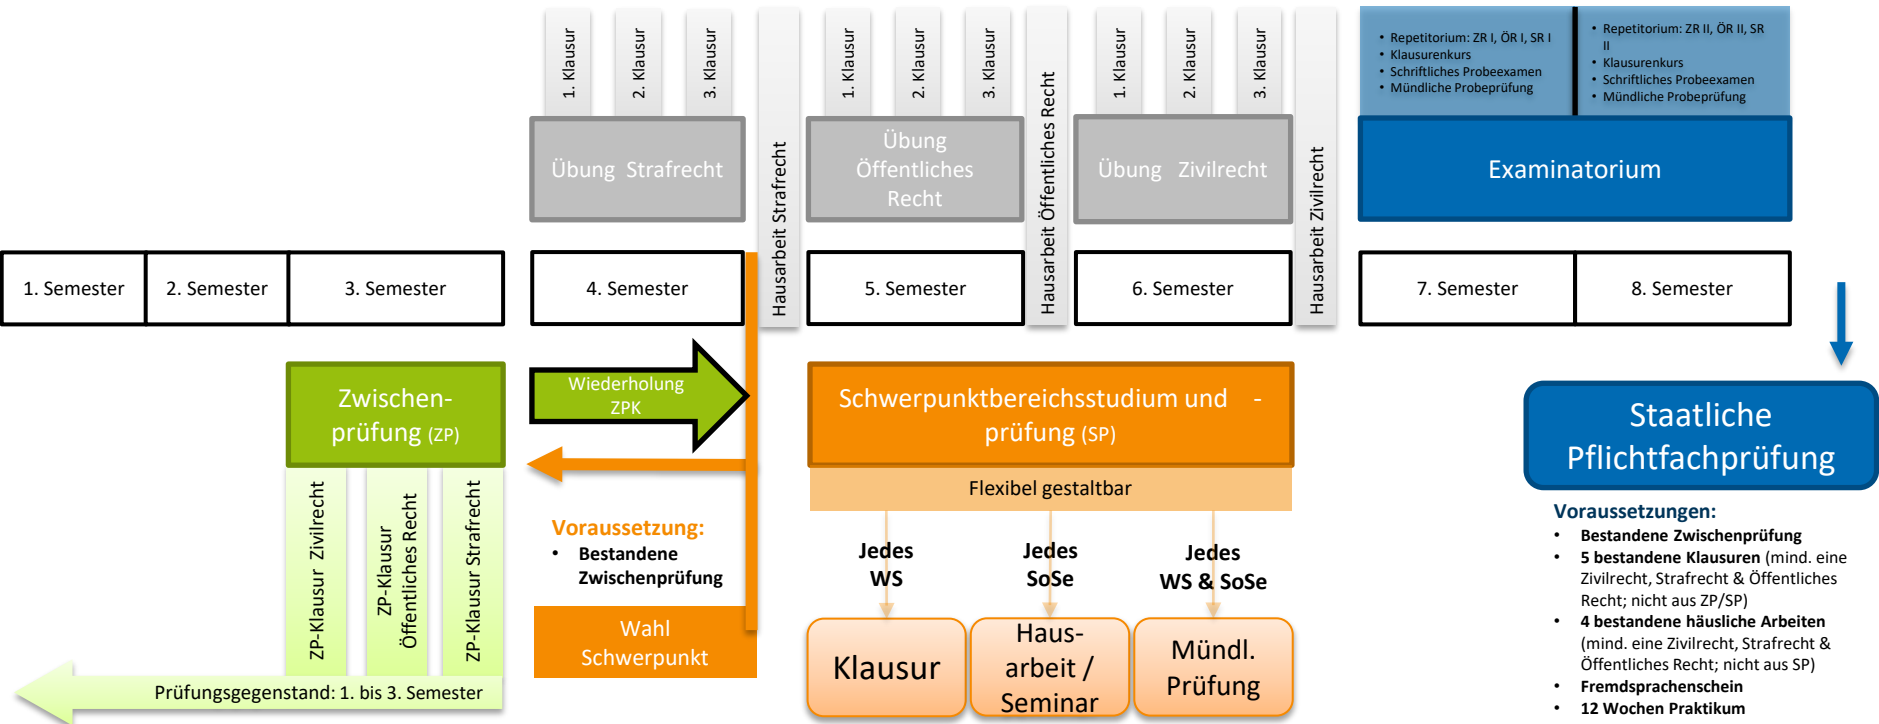 1. Klausur
2. Klausur
3. Klausur
Übung Strafrecht
Hausarbeit Strafrecht
1. Klausur
2. Klausur
3. Klausur
Übung
Öffentliches
Recht
Hausarbeit Öffentliches Recht
1. Klausur
2. Klausur
3. Klausur
Übung Zivilrecht
Hausarbeit Zivilrecht
• Repetitorium: ZR I, ÖR I, SR I
• Klausurenkurs
• Schriftliches Probeexamen
• Mündliche Probeprüfung
• Repetitorium: ZR II, ÖR II, SR
II
• Klausurenkurs
• Schriftliches Probeexamen
• Mündliche Probeprüfung
Examinatorium
1. Semester
2. Semester
3. Semester
4. Semester
5. Semester
6. Semester
7. Semester
8. Semester
Zwischen-
prüfung (ZP)
ZP-Klausur Zivilrecht
ZP-Klausur
Öffentliches Recht
ZP-Klausur Strafrecht
Prüfungsgegenstand: 1. bis 3. Semester
Wiederholung
ZPK
Voraussetzung:
• Bestandene
Zwischenprüfung
Wahl
Schwerpunkt
Schwerpunktbereichsstudium und -
prüfung (SP)
Flexibel gestaltbar
Jedes
WS
Jedes
SoSe
Jedes
WS & SoSe
Klausur
Haus-
arbeit /
Seminar
Mündl.
Prüfung
Staatliche
Pflichtfachprüfung
Voraussetzungen:
• Bestandene Zwischenprüfung
• 5 bestandene Klausuren (mind. eine
Zivilrecht, Strafrecht & Öffentliches
Recht; nicht aus ZP/SP)
• 4 bestandene häusliche Arbeiten
(mind. eine Zivilrecht, Strafrecht &
Öffentliches Recht; nicht aus SP)
• Fremdsprachenschein
• 12 Wochen Praktikum